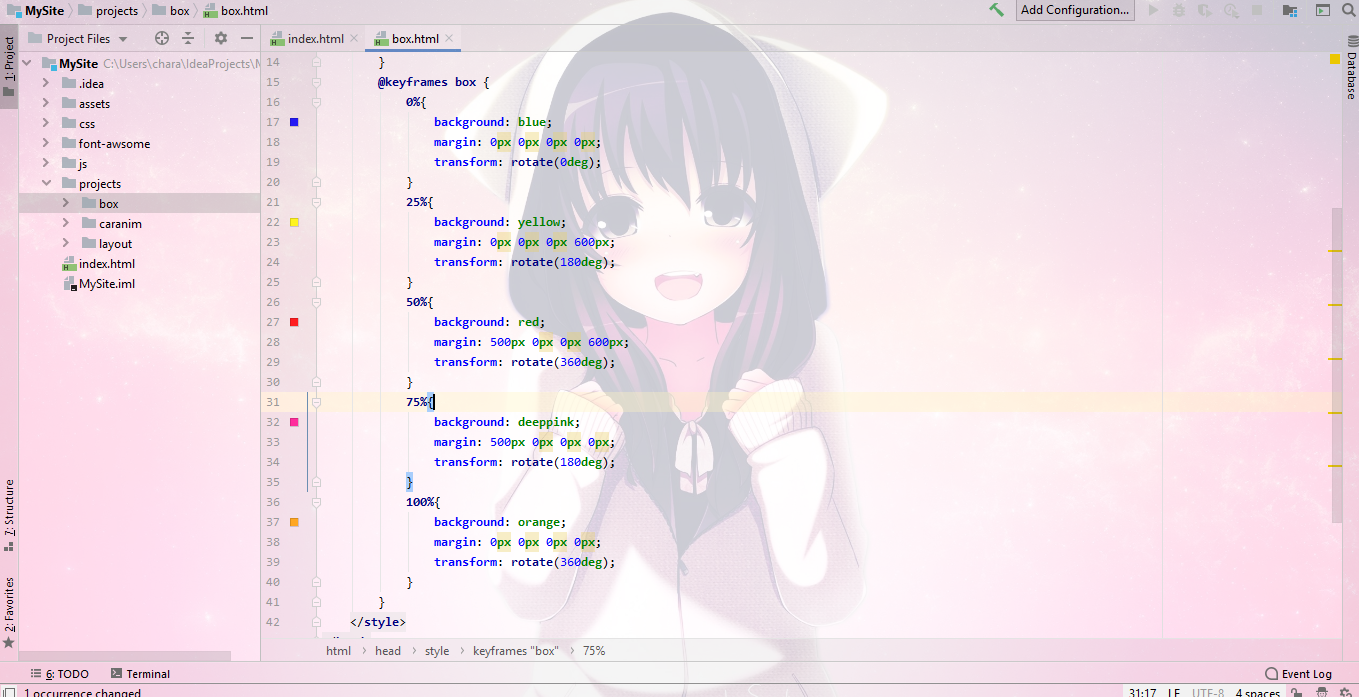 MySite projects box box.html Add Configuration...
1: Project
Project Files
index.html box.html
MySite C:\Users\chara\IdeaProjects\
.idea
assets
css
font-awsome
js
projects
box
caranim
layout
index.html
MySite.iml
14 }
15 @keyframes box {
16 0%{
17 background: blue;
18 margin: 0px 0px 0px 0px;
19 transform: rotate(0deg);
20 }
21 25%{
22 background: yellow;
23 margin: 0px 0px 0px 600px;
24 transform: rotate(180deg);
25 }
26 50%{
27 background: red;
28 margin: 500px 0px 0px 600px;
29 transform: rotate(360deg);
30 }
31 75%{
32 background: deeppink;
33 margin: 500px 0px 0px 0px;
34 transform: rotate(180deg);
35 }
36 100%{
37 background: orange;
38 margin: 0px 0px 0px 0px;
39 transform: rotate(360deg);
40 }
41 }
42 </style>
html head style keyframes "box" 75%
Database
7: Structure
2: Favorites
6: TODO Terminal Event Log
1 occurrence changed 31:17 LF UTF-8 4 spaces